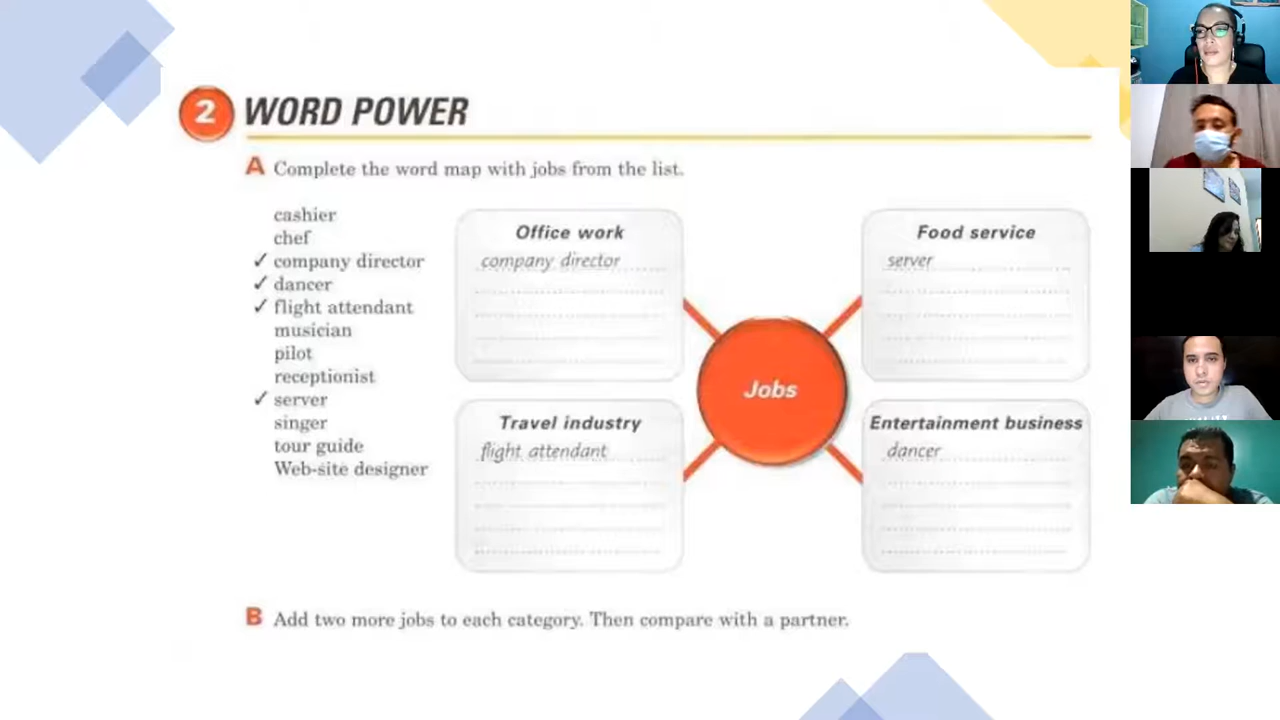 2 WORD POWER
A Complete the word map with jobs from the list.
cashier
chef
✓ company director
✓ dancer
✓ flight attendant
musician
pilot
receptionist
✓ server
singer
tour guide
Web-site designer
Office work
company director
Food service
server
Jobs
Travel industry
flight attendant
Entertainment business
dancer
B Add two more jobs to each category. Then compare with a partner.